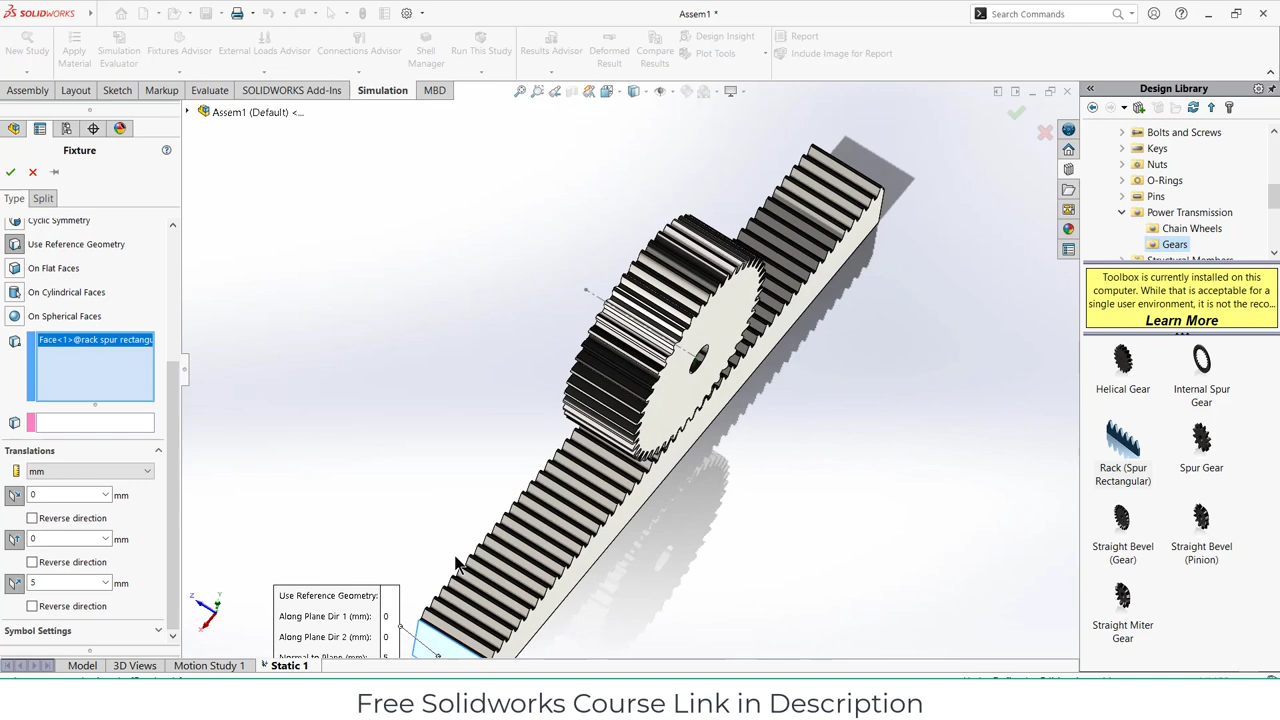 SOLIDWORKS
Assem1 *
Search Commands
New Study
Apply Material
Simulation Evaluator
Fixtures Advisor
External Loads Advisor
Connections Advisor
Shell Manager
Run This Study
Results Advisor
Deformed Result
Compare Results
Design Insight
Plot Tools
Report
Include Image for Report
Assembly
Layout
Sketch
Markup
Evaluate
SOLIDWORKS Add-Ins
Simulation
MBD
Design Library
Assem1 (Default) <...
Fixture
Type
Split
Cyclic Symmetry
Use Reference Geometry
On Flat Faces
On Cylindrical Faces
On Spherical Faces
Face<1>@rack spur rectangu
Translations
mm
0
mm
Reverse direction
0
mm
Reverse direction
5
mm
Reverse direction
Symbol Settings
Use Reference Geometry:
Along Plane Dir 1 (mm): 0
Along Plane Dir 2 (mm): 0
Normal to Plane (mm): 5
Z
Y
X
Bolts and Screws
Keys
Nuts
O-Rings
Pins
Power Transmission
Chain Wheels
Gears
Structural Members
Toolbox is currently installed on this
computer. While that is acceptable for a
single user environment, it is not the reco...
Learn More
Helical Gear
Internal Spur Gear
Rack (Spur Rectangular)
Spur Gear
Straight Bevel (Gear)
Straight Bevel (Pinion)
Straight Miter Gear
Model
3D Views
Motion Study 1
Static 1
Free Solidworks Course Link in Description